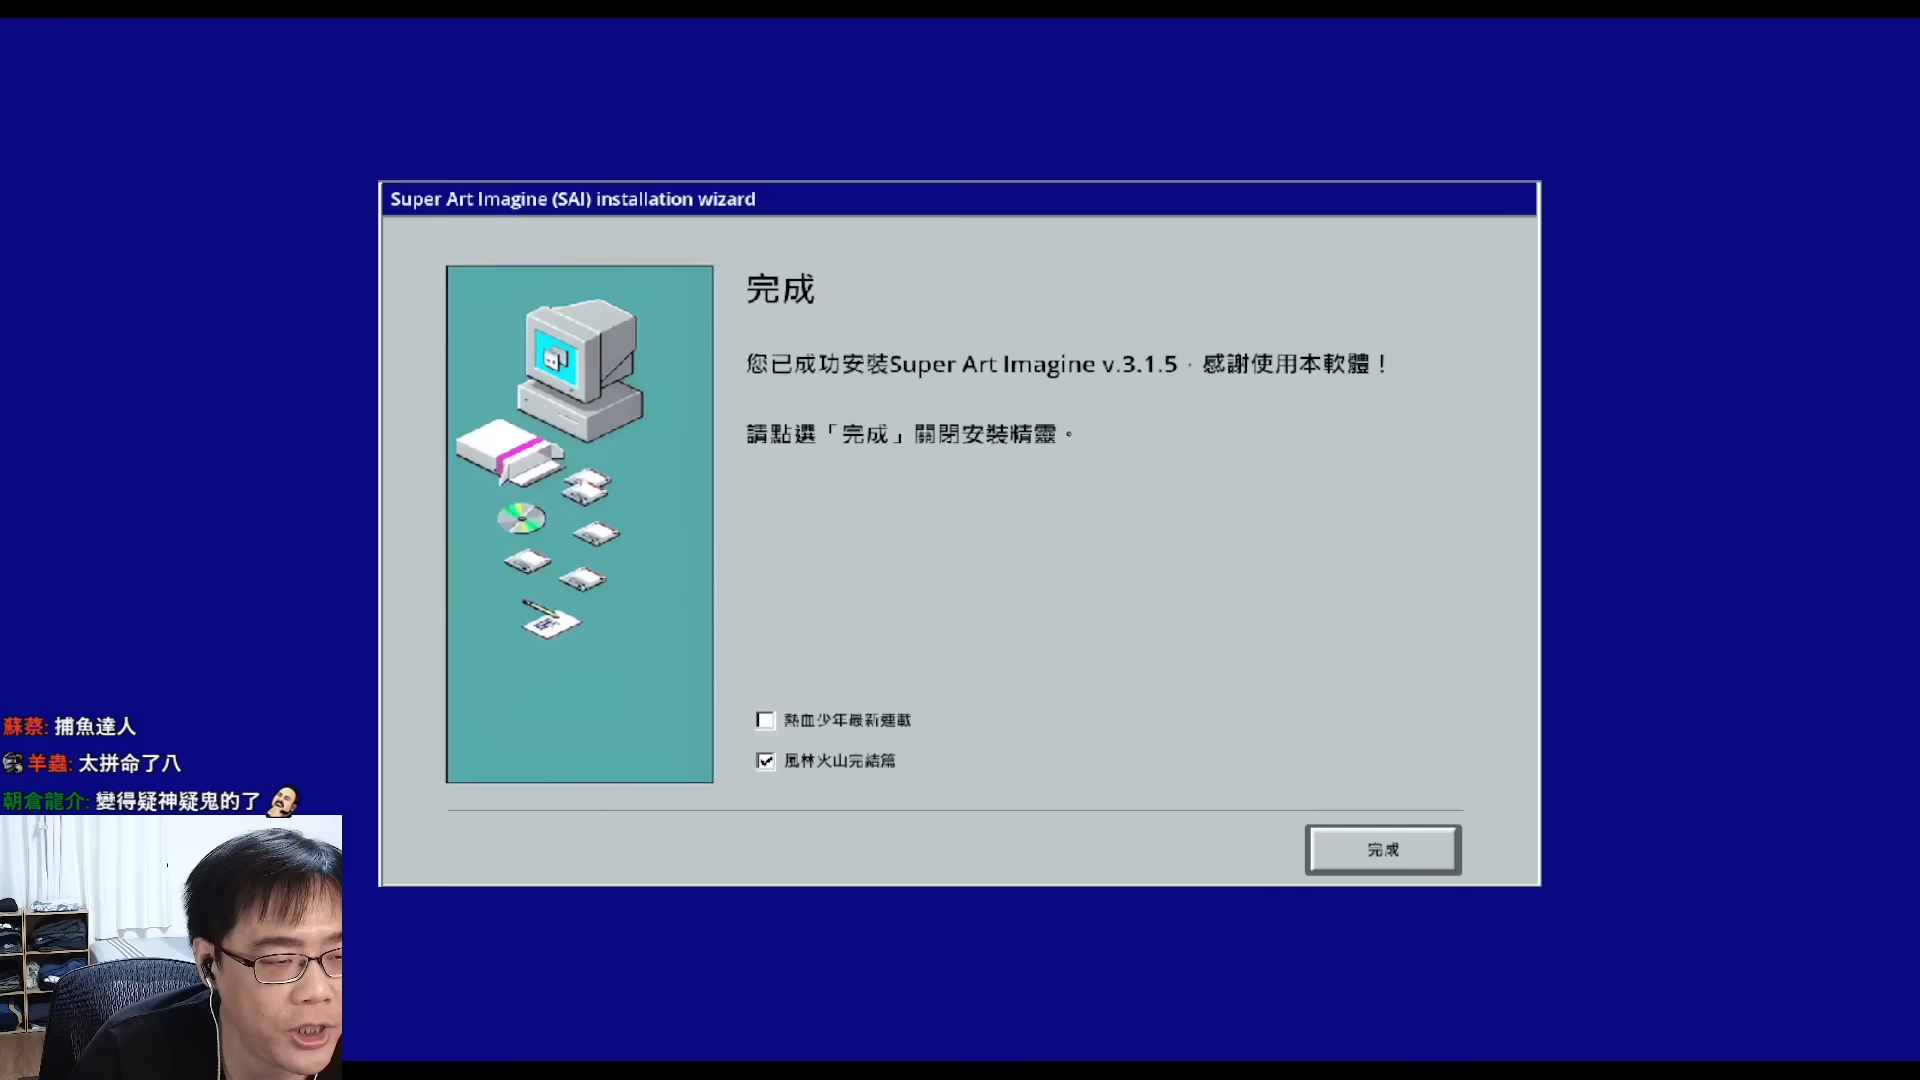 Super Art Imagine (SAI) installation wizard
完成
您已成功安裝Super Art Imagine v.3.1.5，感謝使用本軟體！
請點選「完成」關閉安裝精靈。
熱血少年最新連載
風林火山完結篇
完成
蘇蔡: 捕魚達人
羊蟲: 太拼命了八
朝倉龍介: 變得疑神疑鬼的了